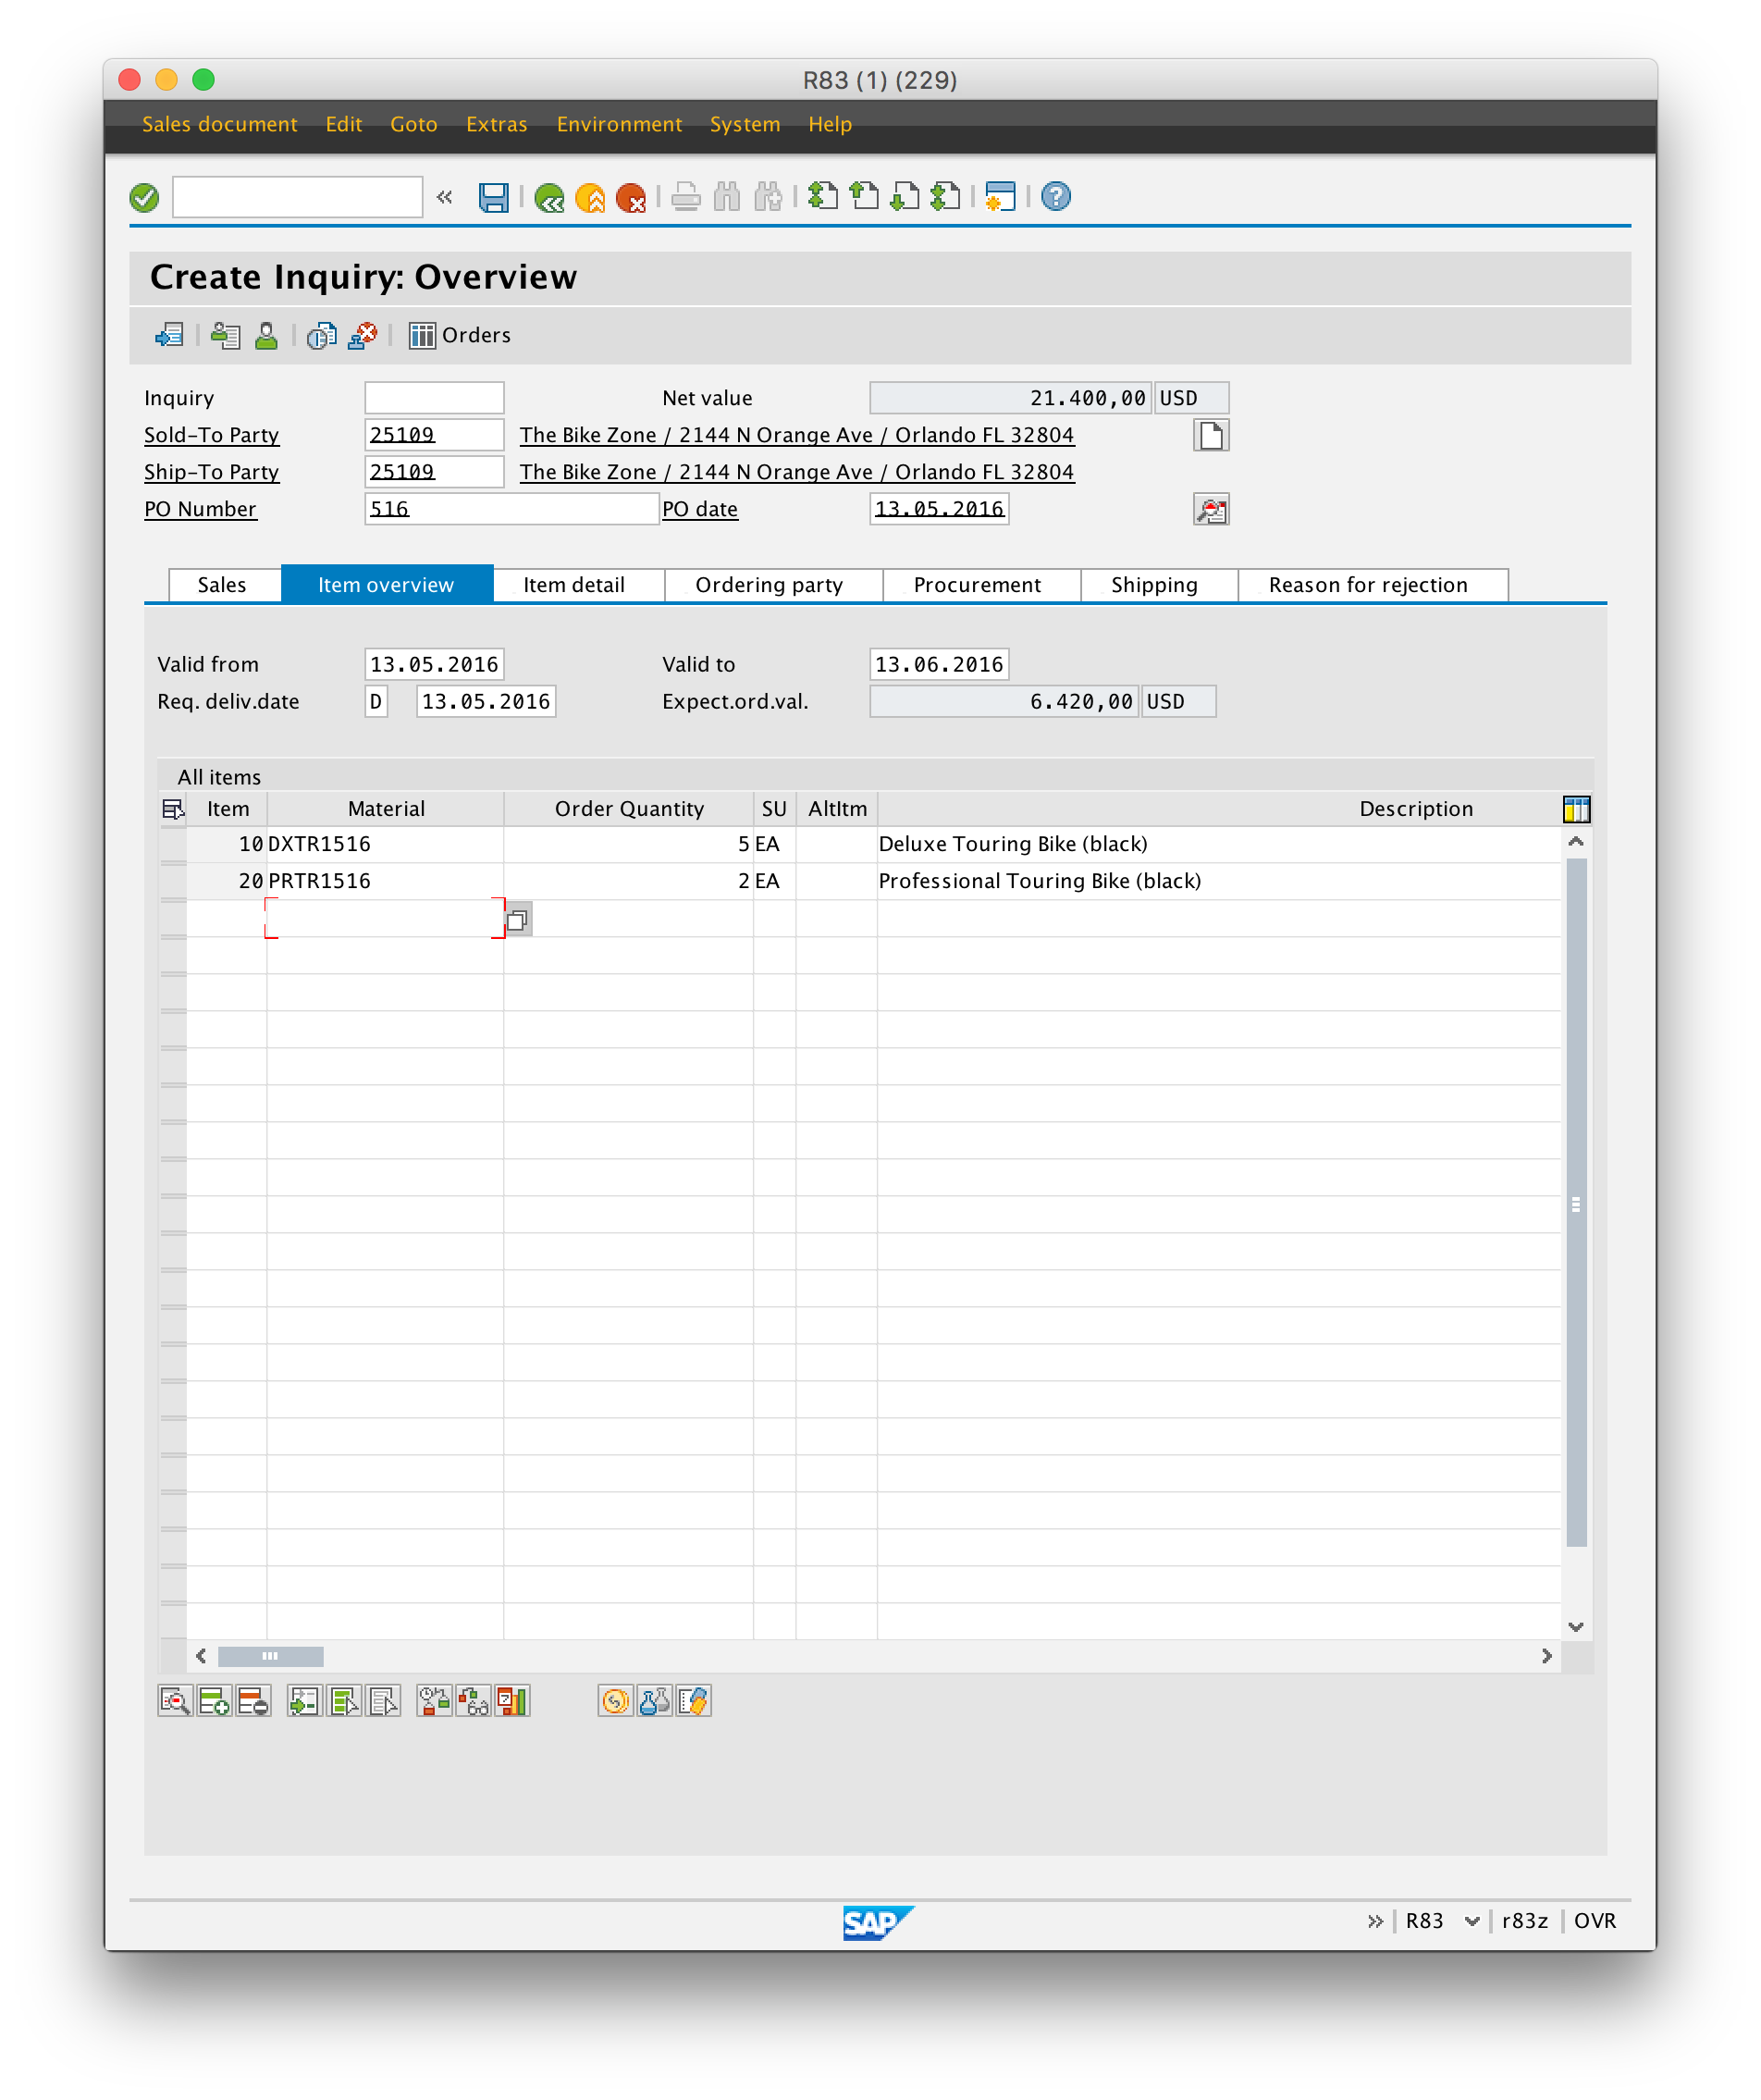 R83 (1) (229)
Sales document Edit Goto Extras Environment System Help
Create Inquiry: Overview
Orders
Inquiry Net value 21.400,00 USD
Sold-To Party 25109 The Bike Zone / 2144 N Orange Ave / Orlando FL 32804
Ship-To Party 25109 The Bike Zone / 2144 N Orange Ave / Orlando FL 32804
PO Number 516 PO date 13.05.2016
Sales Item overview Item detail Ordering party Procurement Shipping Reason for rejection
Valid from 13.05.2016 Valid to 13.06.2016
Req. deliv.date D 13.05.2016 Expect.ord.val. 6.420,00 USD
All items
Item Material Order Quantity SU AltItm Description
10 DXTR1516 5 EA Deluxe Touring Bike (black)
20 PRTR1516 2 EA Professional Touring Bike (black)
SAP R83 r83z OVR